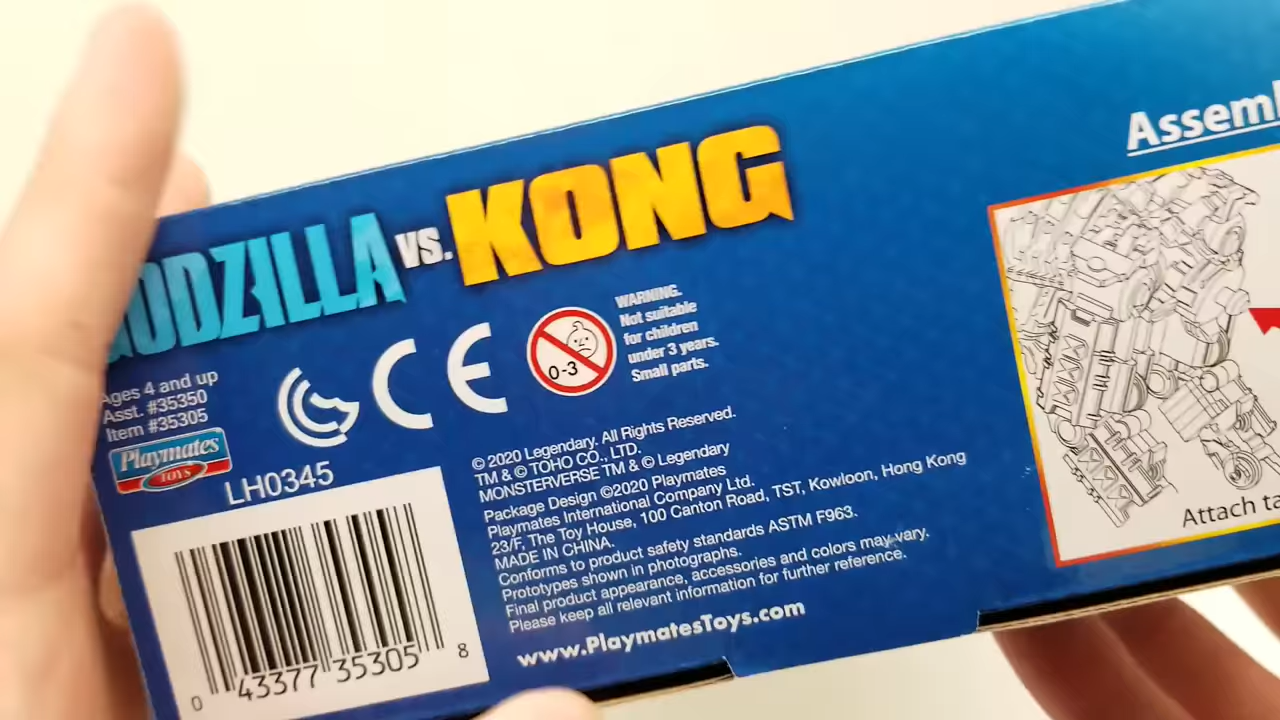 GODZILLA vs. KONG
Ages 4 and up
Asst. #35350
Item #35305
Playmates
TOYS
LH0345
0 43377 35305 8
CE
0-3
WARNING.
Not suitable
for children
under 3 years.
Small parts.
© 2020 Legendary. All Rights Reserved.
TM & © TOHO CO., LTD.
MONSTERVERSE TM & © Legendary
Package Design ©2020 Playmates
Playmates International Company Ltd.
23/F, The Toy House, 100 Canton Road, TST, Kowloon, Hong Kong
MADE IN CHINA.
Conforms to product safety standards ASTM F963.
Prototypes shown in photographs.
Final product appearance, accessories and colors may vary.
Please keep all relevant information for further reference.
www.PlaymatesToys.com
Assem
Attach ta